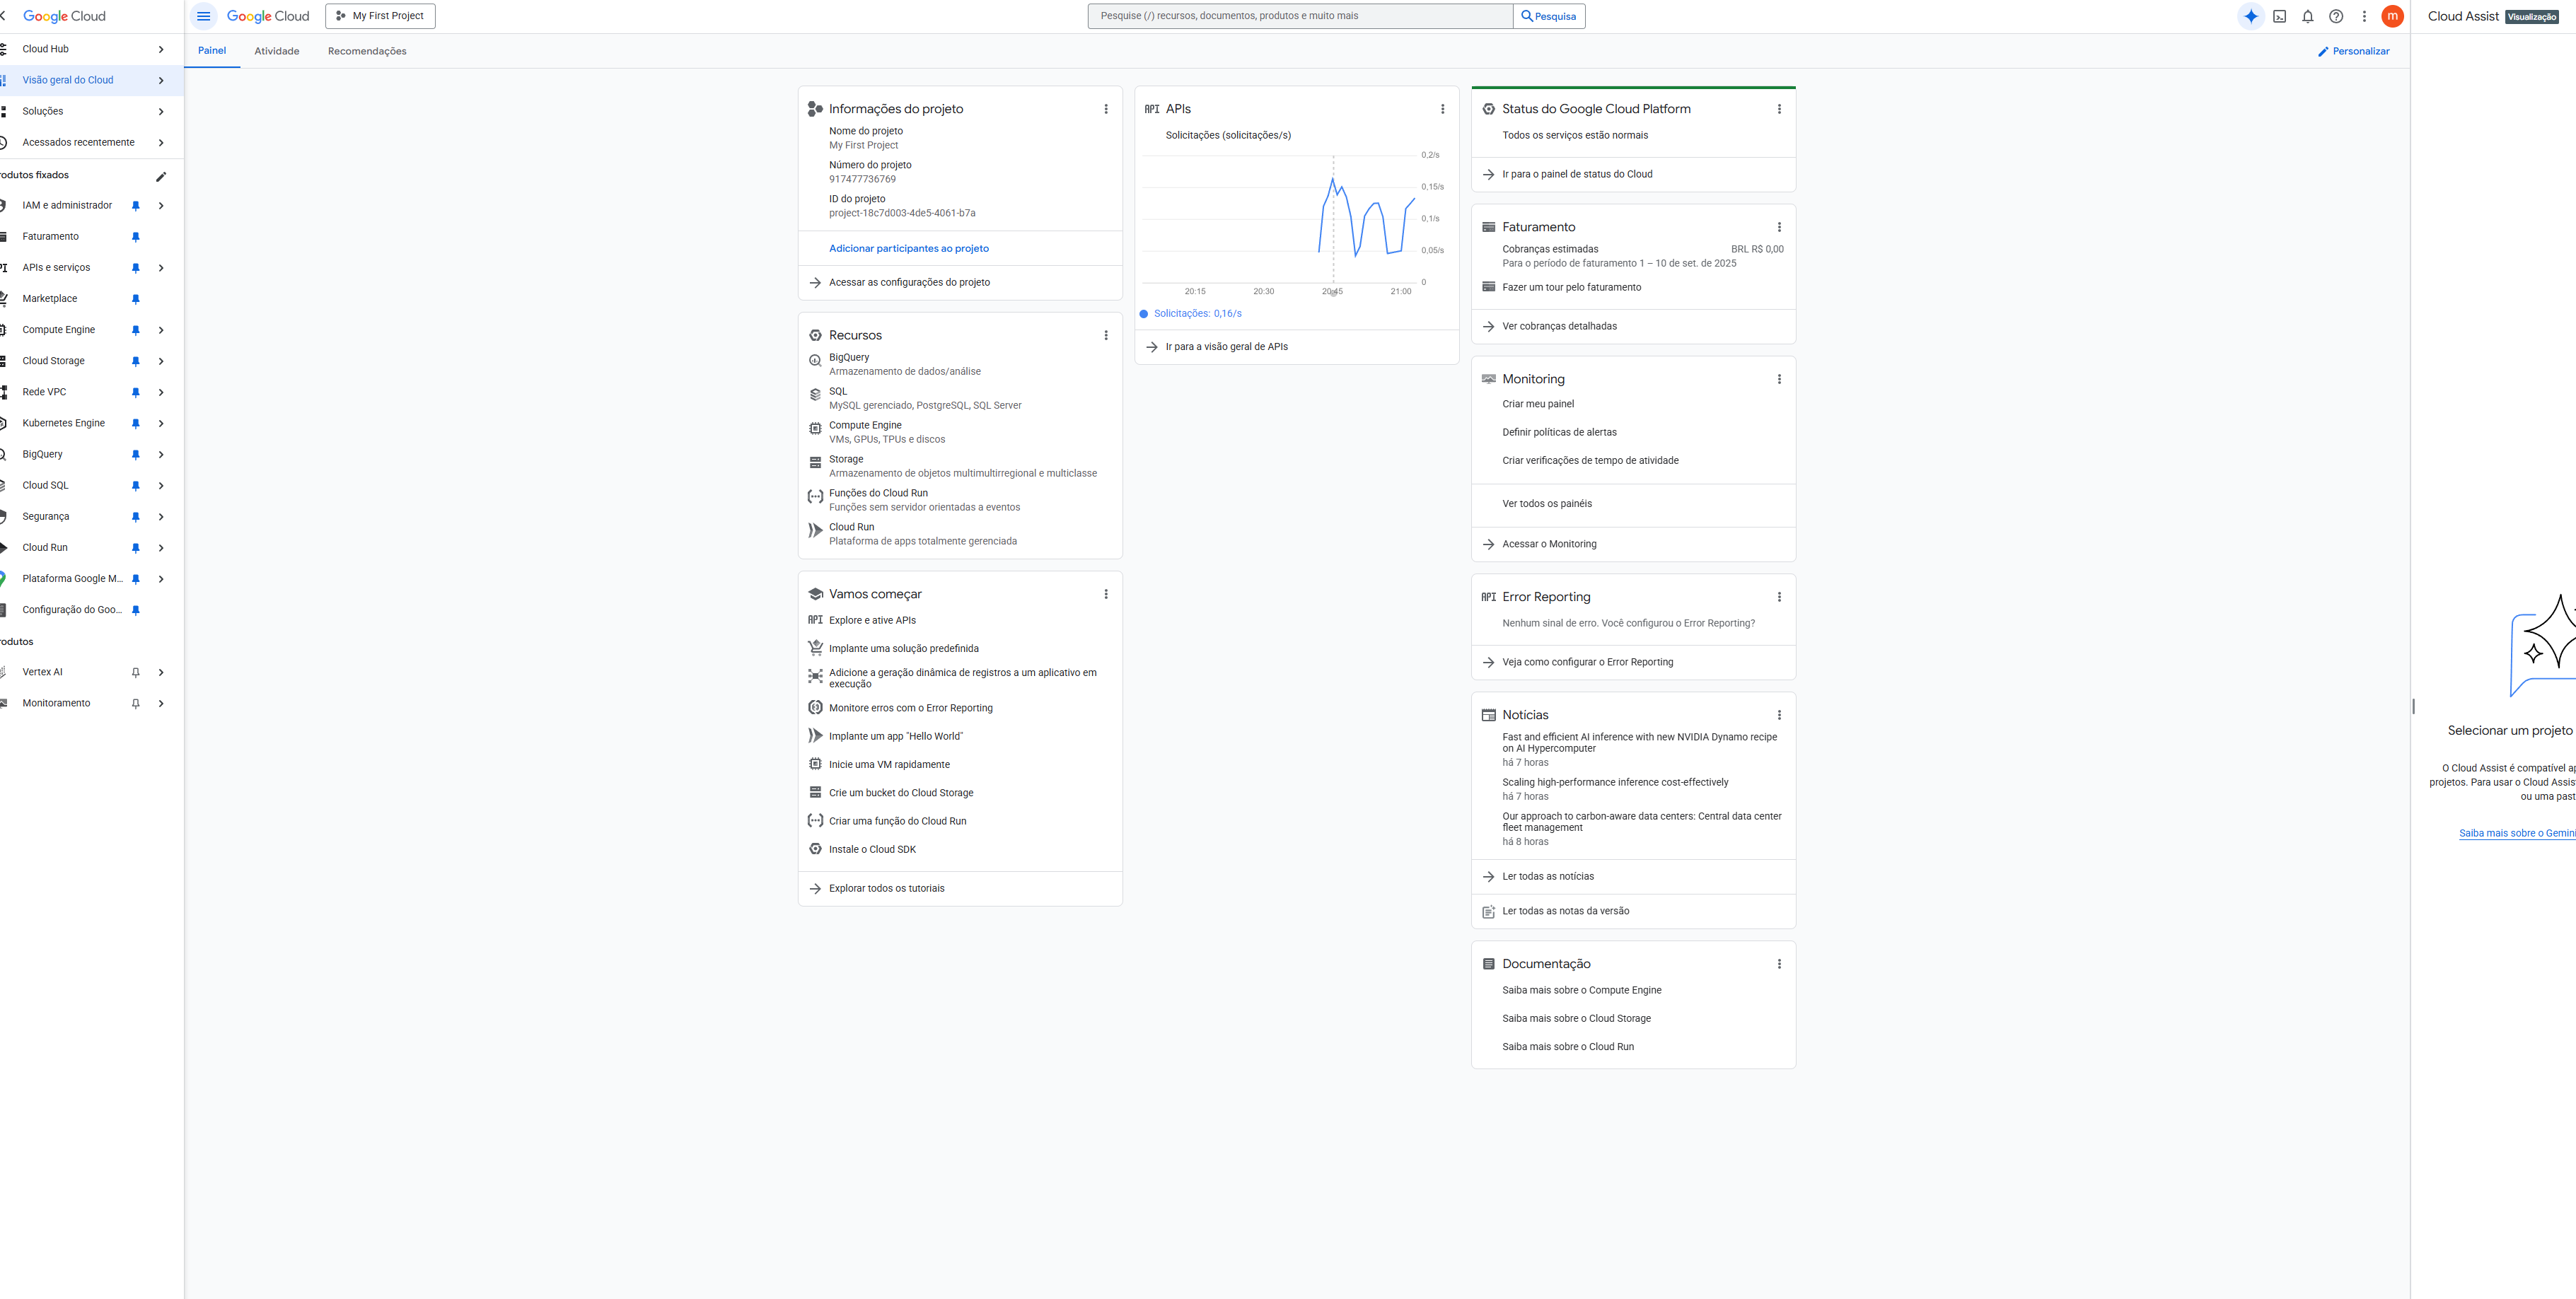 Google Cloud
Cloud Hub
Visão geral do Cloud
Soluções
Acessados recentemente
rodutos fixados
IAM e administrador
Faturamento
APIs e serviços
Marketplace
Compute Engine
Cloud Storage
Rede VPC
Kubernetes Engine
BigQuery
Cloud SQL
Segurança
Cloud Run
Plataforma Google M...
Configuração do Goo...
rodutos
Vertex AI
Monitoramento
Google Cloud
My First Project
Pesquise (/) recursos, documentos, produtos e muito mais
Pesquisa
m
Painel
Atividade
Recomendações
Personalizar
Informações do projeto
Nome do projeto
My First Project
Número do projeto
917477736769
ID do projeto
project-18c7d003-4de5-4061-b7a
Adicionar participantes ao projeto
Acessar as configurações do projeto
Recursos
BigQuery
Armazenamento de dados/análise
SQL
MySQL gerenciado, PostgreSQL, SQL Server
Compute Engine
VMs, GPUs, TPUs e discos
Storage
Armazenamento de objetos multimultirregional e multiclasse
Funções do Cloud Run
Funções sem servidor orientadas a eventos
Cloud Run
Plataforma de apps totalmente gerenciada
Vamos começar
API
Explore e ative APIs
Implante uma solução predefinida
Adicione a geração dinâmica de registros a um aplicativo em
execução
Monitore erros com o Error Reporting
Implante um app "Hello World"
Inicie uma VM rapidamente
Crie um bucket do Cloud Storage
Criar uma função do Cloud Run
Instale o Cloud SDK
Explorar todos os tutoriais
API
APIs
Solicitações (solicitações/s)
0,2/s
0,15/s
0,1/s
0,05/s
0
20:15
20:30
20:45
21:00
Solicitações: 0,16/s
Ir para a visão geral de APIs
Status do Google Cloud Platform
Todos os serviços estão normais
Ir para o painel de status do Cloud
Faturamento
Cobranças estimadas
BRL R$ 0,00
Para o período de faturamento 1 – 10 de set. de 2025
Fazer um tour pelo faturamento
Ver cobranças detalhadas
Monitoring
Criar meu painel
Definir políticas de alertas
Criar verificações de tempo de atividade
Ver todos os painéis
Acessar o Monitoring
API
Error Reporting
Nenhum sinal de erro. Você configurou o Error Reporting?
Veja como configurar o Error Reporting
Notícias
Fast and efficient AI inference with new NVIDIA Dynamo recipe
on AI Hypercomputer
há 7 horas
Scaling high-performance inference cost-effectively
há 7 horas
Our approach to carbon-aware data centers: Central data center
fleet management
há 8 horas
Ler todas as notícias
Ler todas as notas da versão
Documentação
Saiba mais sobre o Compute Engine
Saiba mais sobre o Cloud Storage
Saiba mais sobre o Cloud Run
Cloud Assist
Visualização
Selecionar um projeto
O Cloud Assist é compatível ap
projetos. Para usar o Cloud Assis
ou uma past
Saiba mais sobre o Gemini